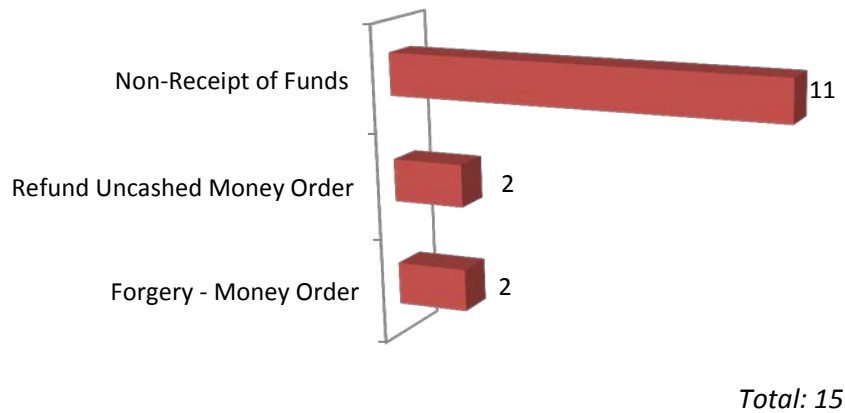 Non-Receipt of Funds
11
Refund Uncashed Money Order
2
Forgery - Money Order
2
Total: 15